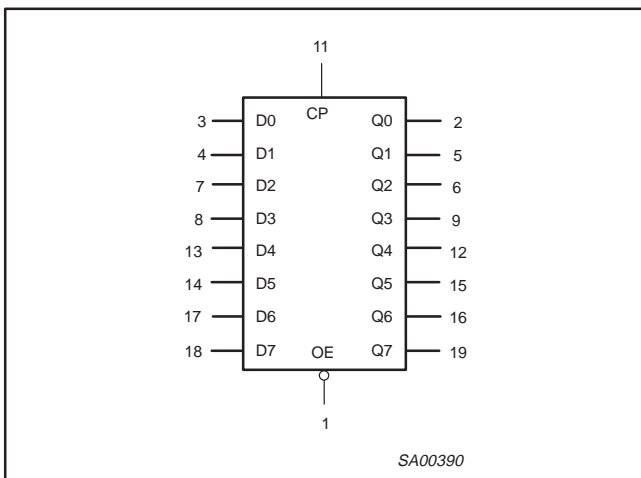 11
CP
3 D0 Q0 2
4 D1 Q1 5
7 D2 Q2 6
8 D3 Q3 9
13 D4 Q4 12
14 D5 Q5 15
17 D6 Q6 16
18 D7 OE Q7 19
1
SA00390